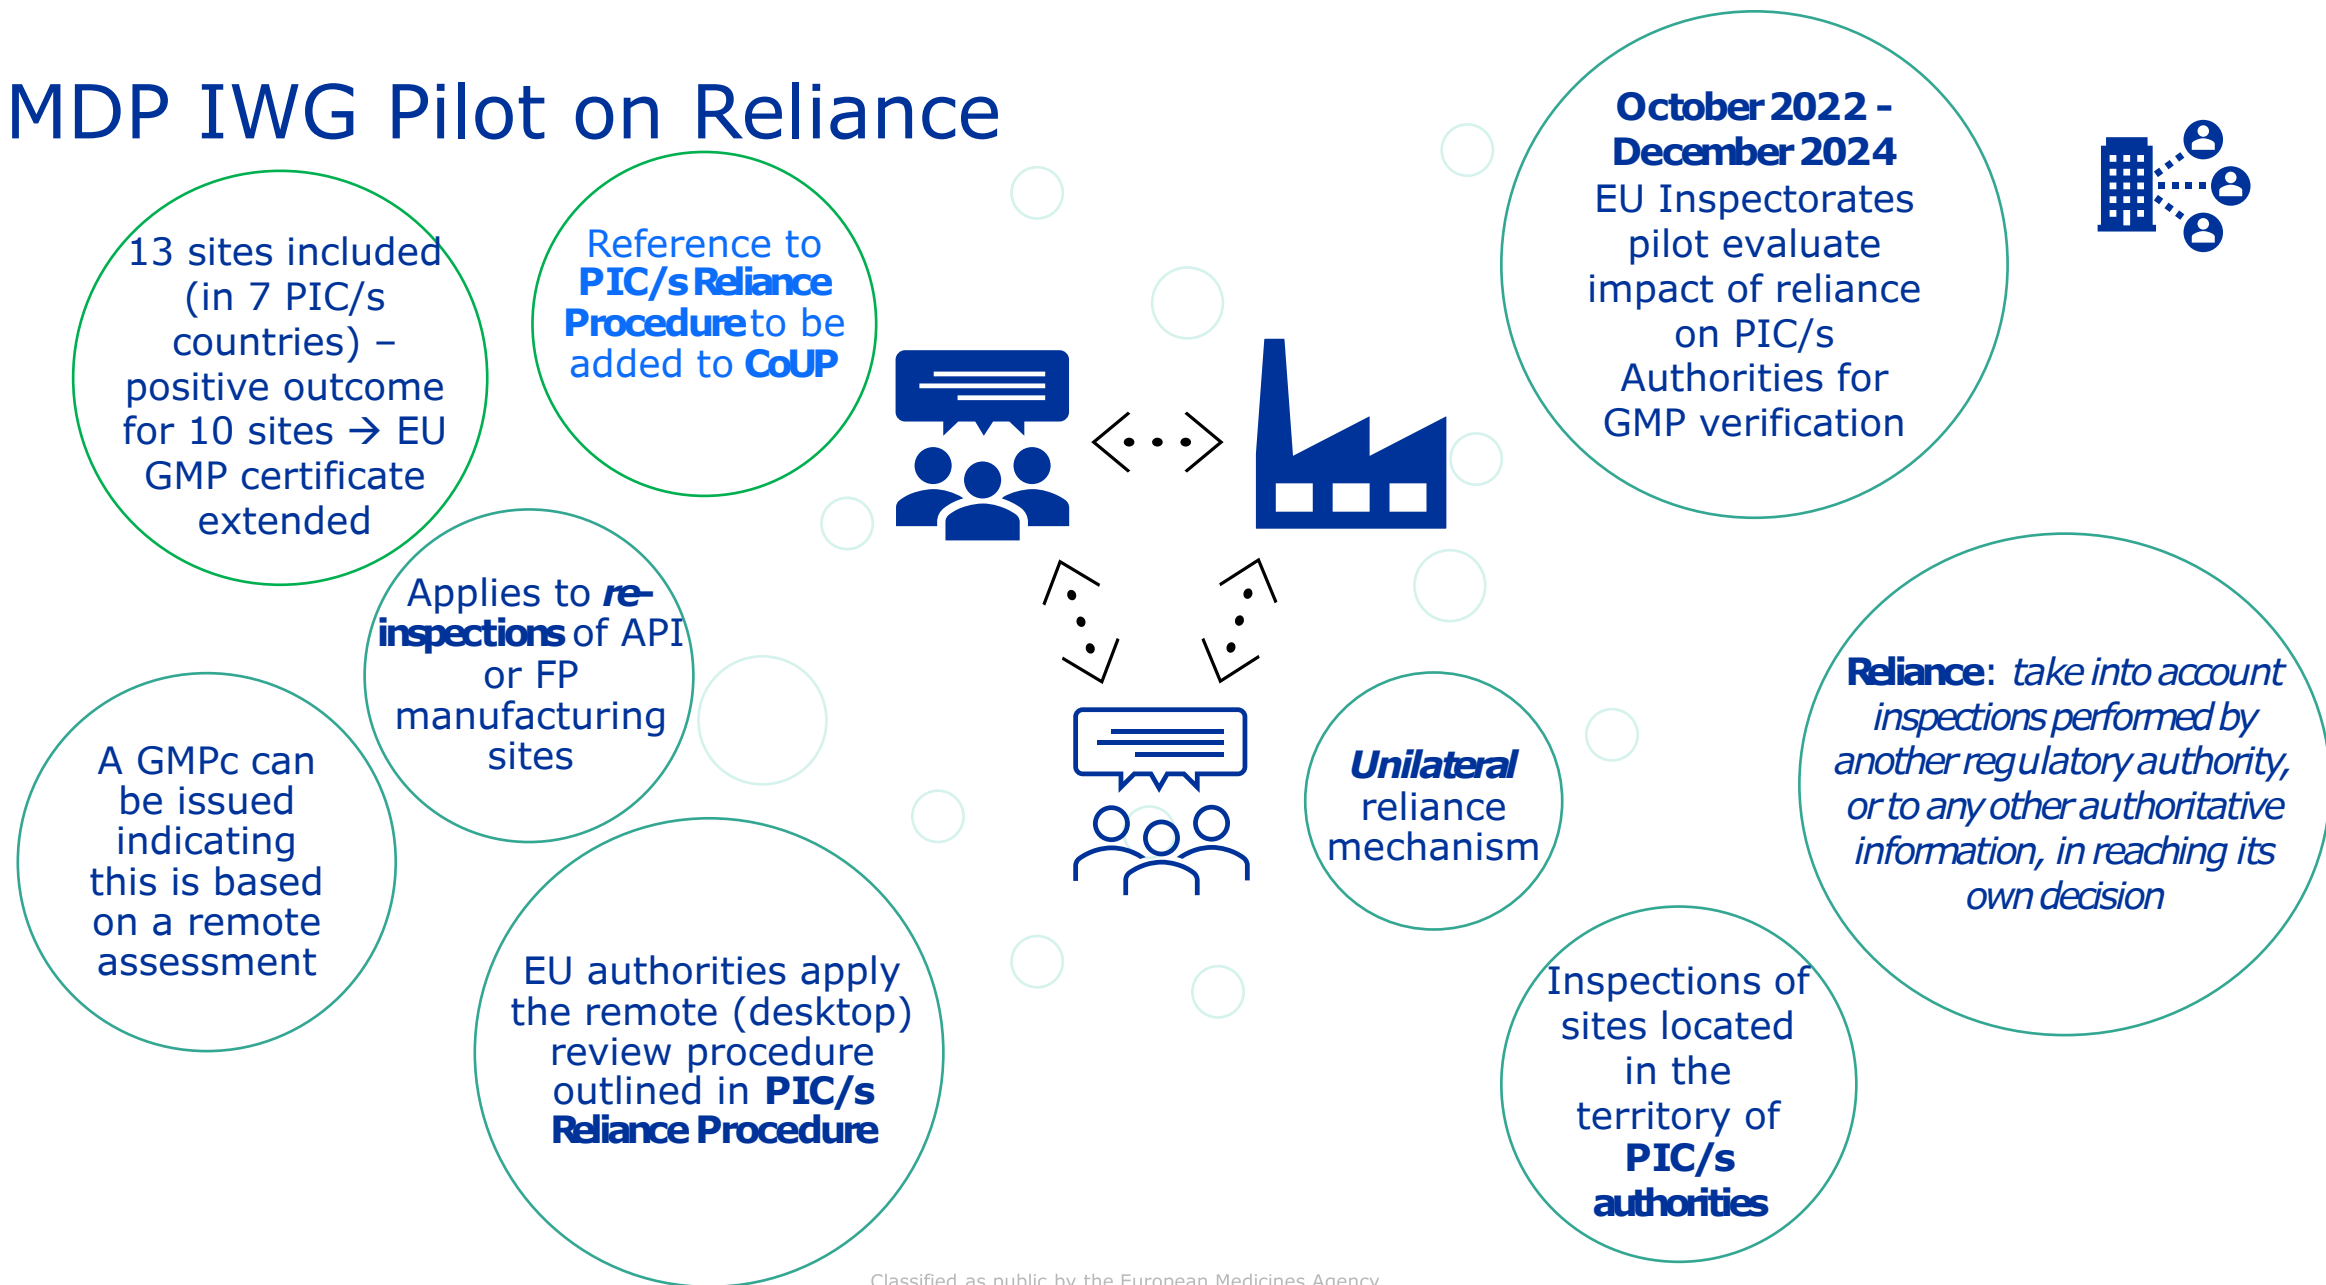 MDP IWG Pilot on Reliance
13 sites included
(in 7 PIC/s
countries) –
positive outcome
for 10 sites → EU
GMP certificate
extended
Reference to
PIC/s Reliance
Procedure to be
added to CoUP
October 2022 -
December 2024
EU Inspectorates
pilot evaluate
impact of reliance
on PIC/s
Authorities for
GMP verification
Applies to re-
inspections of API
or FP
manufacturing
sites
A GMPc can
be issued
indicating
this is based
on a remote
assessment
EU authorities apply
the remote (desktop)
review procedure
outlined in PIC/s
Reliance Procedure
Unilateral
reliance
mechanism
Reliance: take into account
inspections performed by
another regulatory authority,
or to any other authoritative
information, in reaching its
own decision
Inspections of
sites located
in the
territory of
PIC/s
authorities
Classified as public by the European Medicines Agency